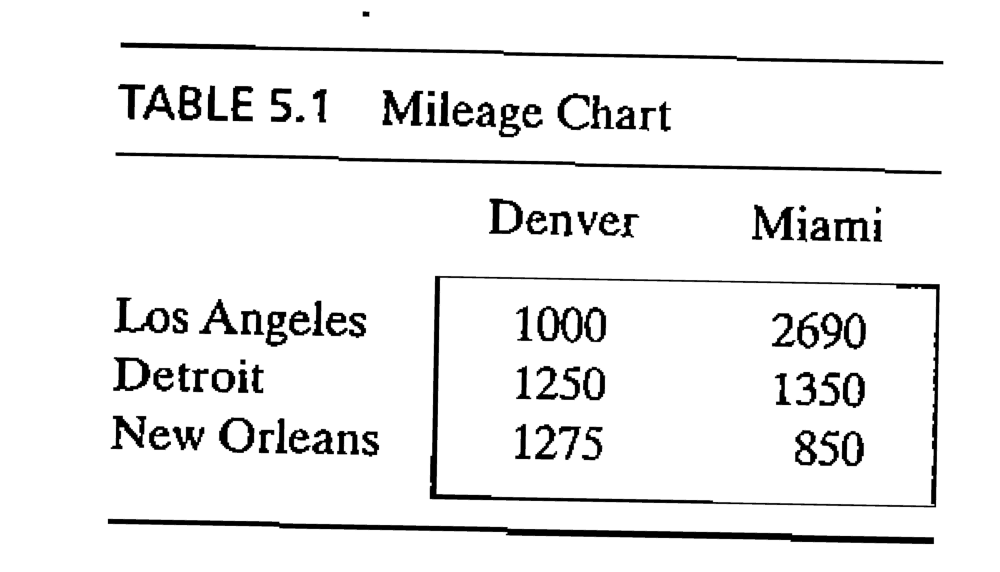 TABLE 5.1 Mileage Chart
Denver Miami
Los Angeles 1000 2690
Detroit 1250 1350
New Orleans 1275 850